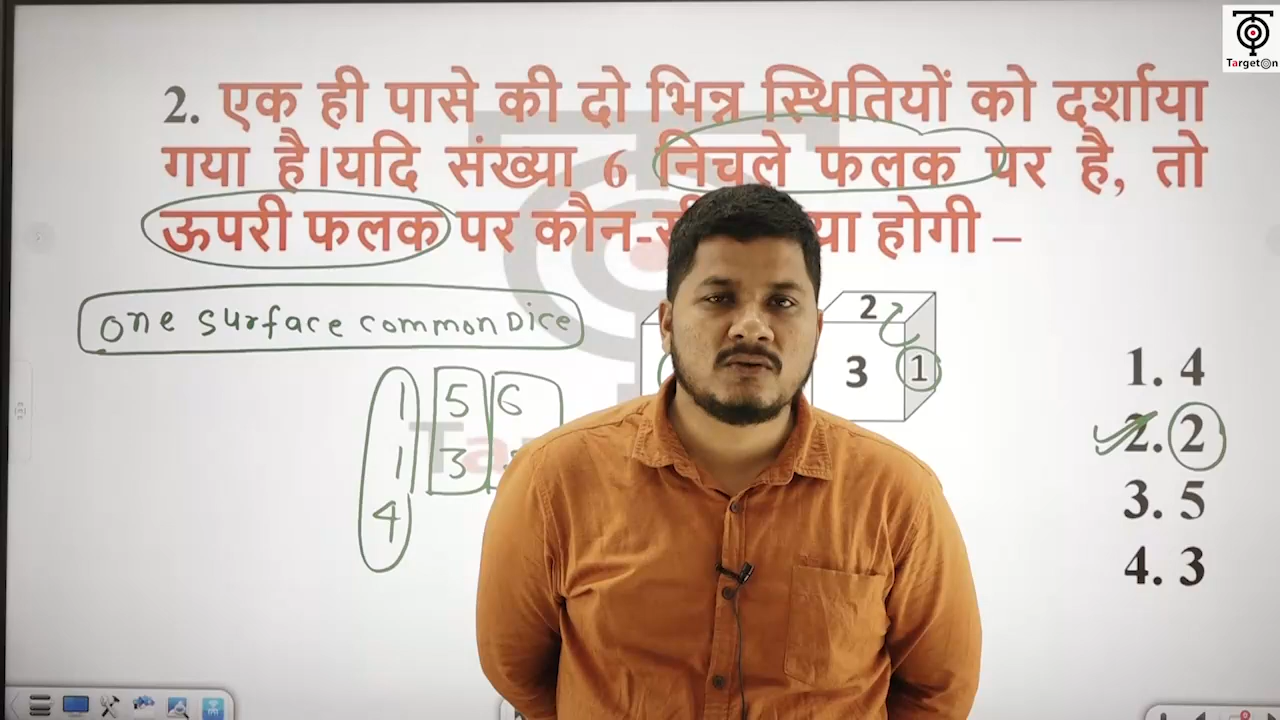 TargetOn
2. एक ही पासे की दो भिन्न स्थितियों को दर्शाया
गया है।यदि संख्या 6 निचले फलक पर है, तो
ऊपरी फलक पर कौन-सी होगी –
one surface common Dice
2
3 1
1 5 6
1 3
4
1. 4
2. 2
3. 5
4. 3